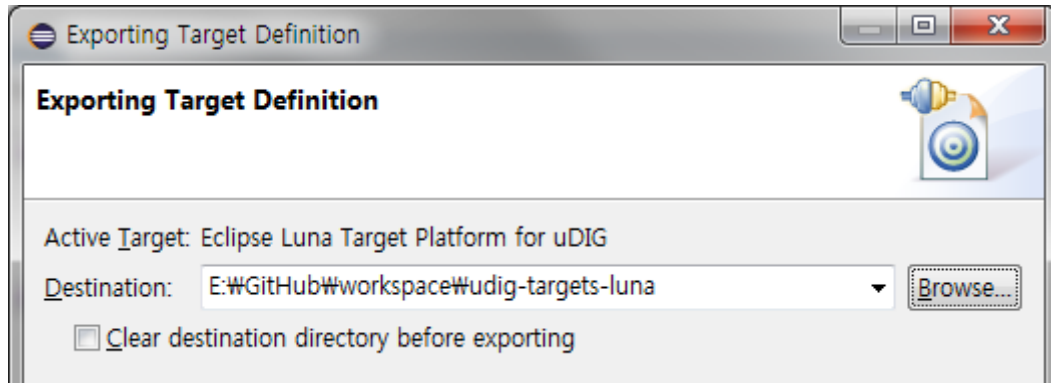 Exporting Target Definition
Exporting Target Definition
Active Target: Eclipse Luna Target Platform for uDIG
Destination: E:₩GitHub₩workspace₩udig-targets-luna Browse...
Clear destination directory before exporting